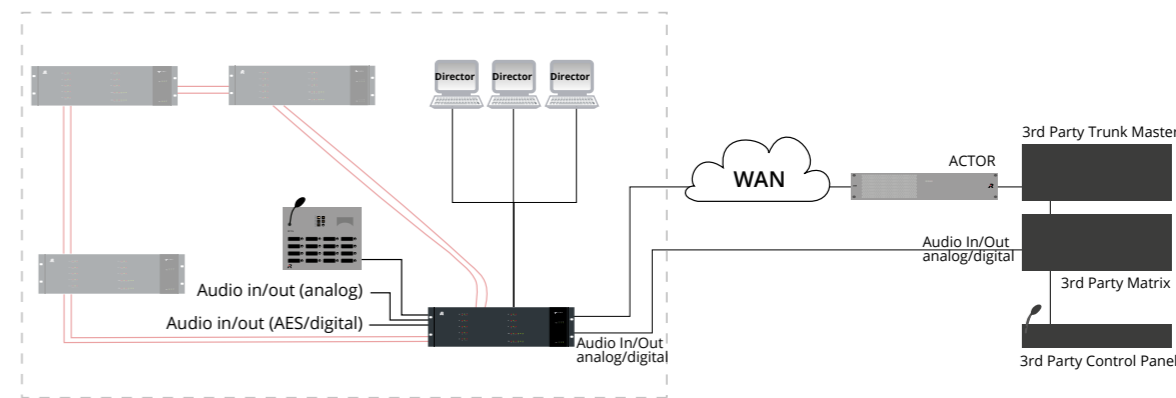 Director
Director
Director
3rd Party Trunk Master
ACTOR
WAN
Audio In/Out
analog/digital
Audio in/out (analog)
3rd Party Matrix
Audio in/out (AES/digital)
Audio In/Out
analog/digital
3rd Party Control Panel